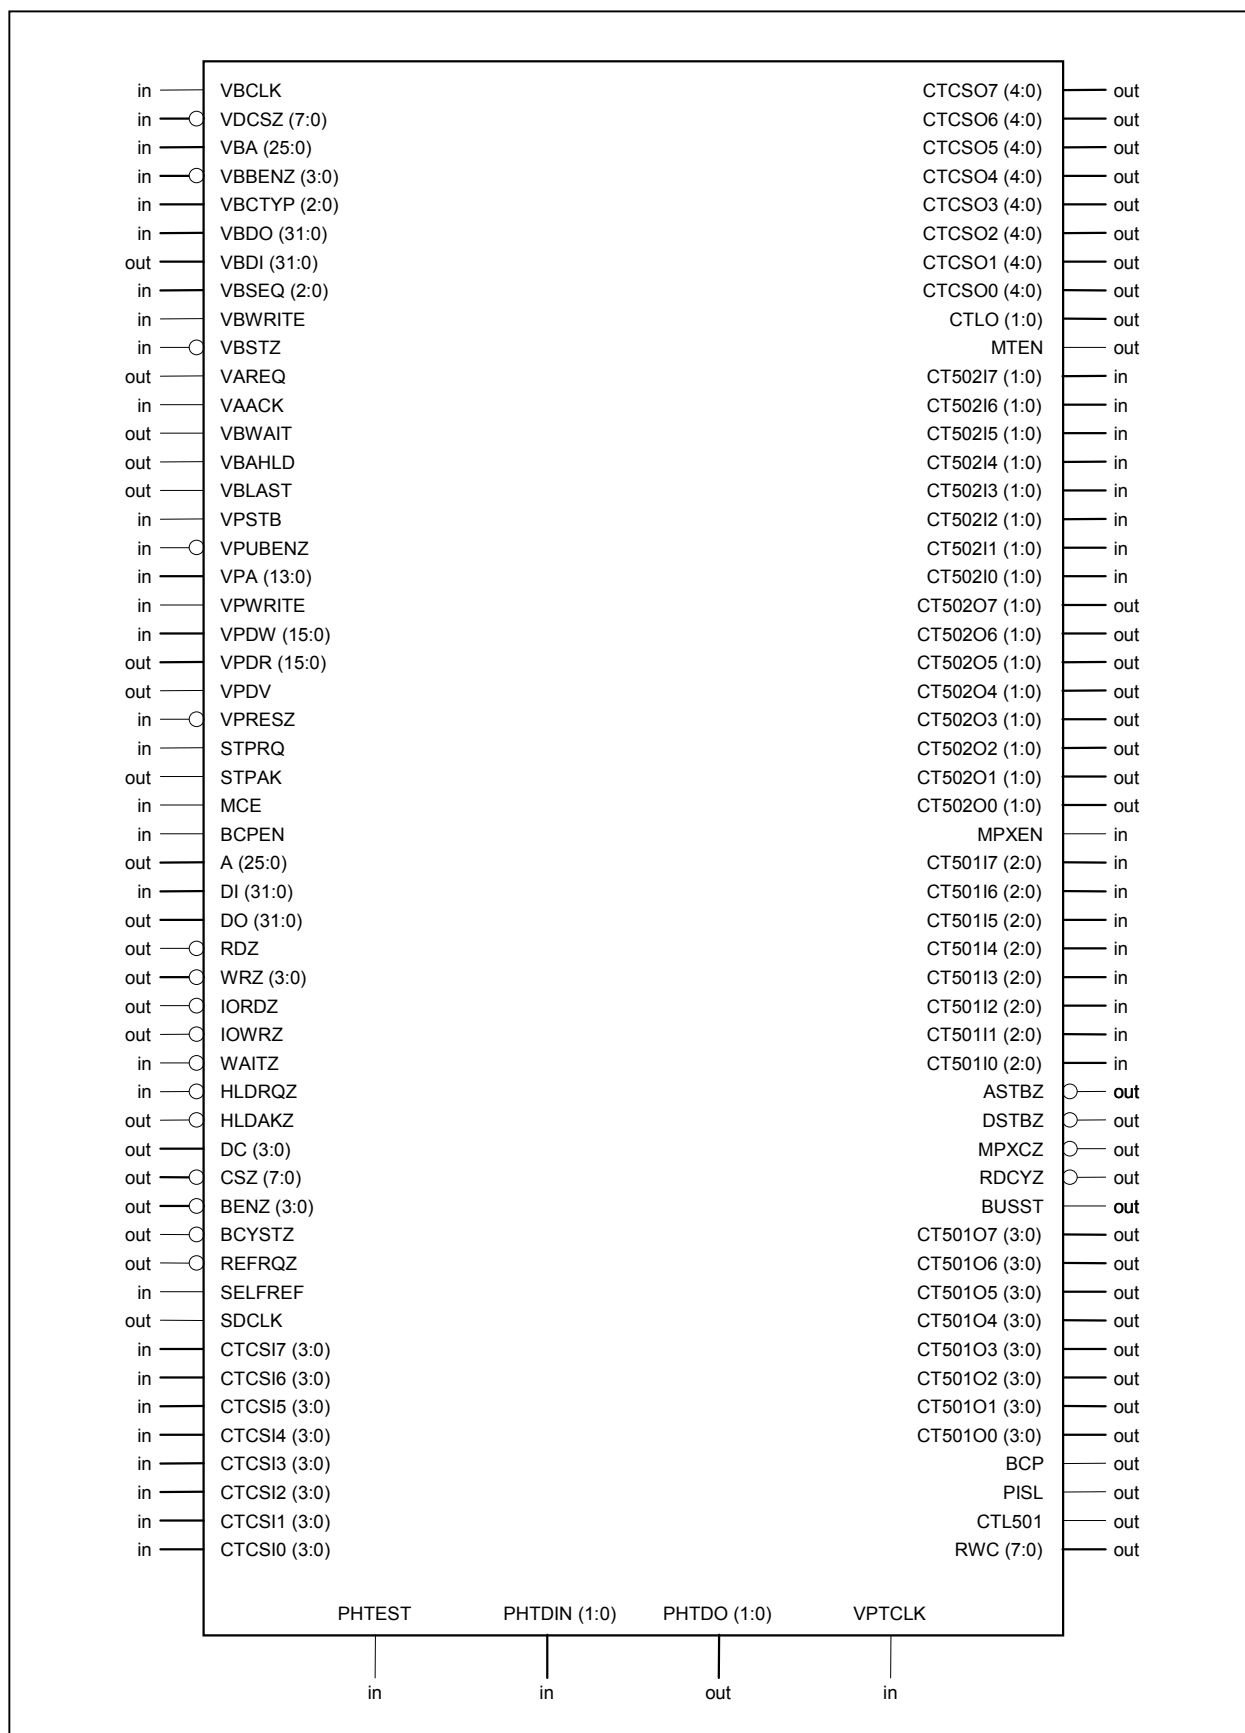 in VBCLK CTCSO7 (4:0) out
in VDCSZ (7:0) CTCSO6 (4:0) out
in VBA (25:0) CTCSO5 (4:0) out
in VBBENZ (3:0) CTCSO4 (4:0) out
in VBCTYP (2:0) CTCSO3 (4:0) out
in VBDO (31:0) CTCSO2 (4:0) out
out VBDI (31:0) CTCSO1 (4:0) out
in VBSEQ (2:0) CTCSO0 (4:0) out
in VBWRITE CTLO (1:0) out
in VBSTZ MTEN out
out VAREQ CT502I7 (1:0) in
in VAACK CT502I6 (1:0) in
out VBWAIT CT502I5 (1:0) in
out VBAHLD CT502I4 (1:0) in
out VBLAST CT502I3 (1:0) in
in VPSTB CT502I2 (1:0) in
in VPUBENZ CT502I1 (1:0) in
in VPA (13:0) CT502I0 (1:0) in
in VPWRITE CT502O7 (1:0) out
in VPDW (15:0) CT502O6 (1:0) out
out VPDR (15:0) CT502O5 (1:0) out
out VPDV CT502O4 (1:0) out
in VPRESZ CT502O3 (1:0) out
in STPRQ CT502O2 (1:0) out
out STPAK CT502O1 (1:0) out
in MCE CT502O0 (1:0) out
in BCPEN MPXEN in
out A (25:0) CT501I7 (2:0) in
in DI (31:0) CT501I6 (2:0) in
out DO (31:0) CT501I5 (2:0) in
out RDZ CT501I4 (2:0) in
out WRZ (3:0) CT501I3 (2:0) in
out IORDZ CT501I2 (2:0) in
out IOWRZ CT501I1 (2:0) in
in WAITZ CT501I0 (2:0) in
in HLDRQZ ASTBZ out
out HLDAKZ DSTBZ out
out DC (3:0) MPXCZ out
out CSZ (7:0) RDCYZ out
out BENZ (3:0) BUSST out
out BCYSTZ CT501O7 (3:0) out
out REFRQZ CT501O6 (3:0) out
in SELFREF CT501O5 (3:0) out
out SDCLK CT501O4 (3:0) out
in CTCSI7 (3:0) CT501O3 (3:0) out
in CTCSI6 (3:0) CT501O2 (3:0) out
in CTCSI5 (3:0) CT501O1 (3:0) out
in CTCSI4 (3:0) CT501O0 (3:0) out
in CTCSI3 (3:0) BCP out
in CTCSI2 (3:0) PISL out
in CTCSI1 (3:0) CTL501 out
in CTCSI0 (3:0) RWC (7:0) out
PHTEST PHTDIN (1:0) PHTDO (1:0) VPTCLK
in in out in